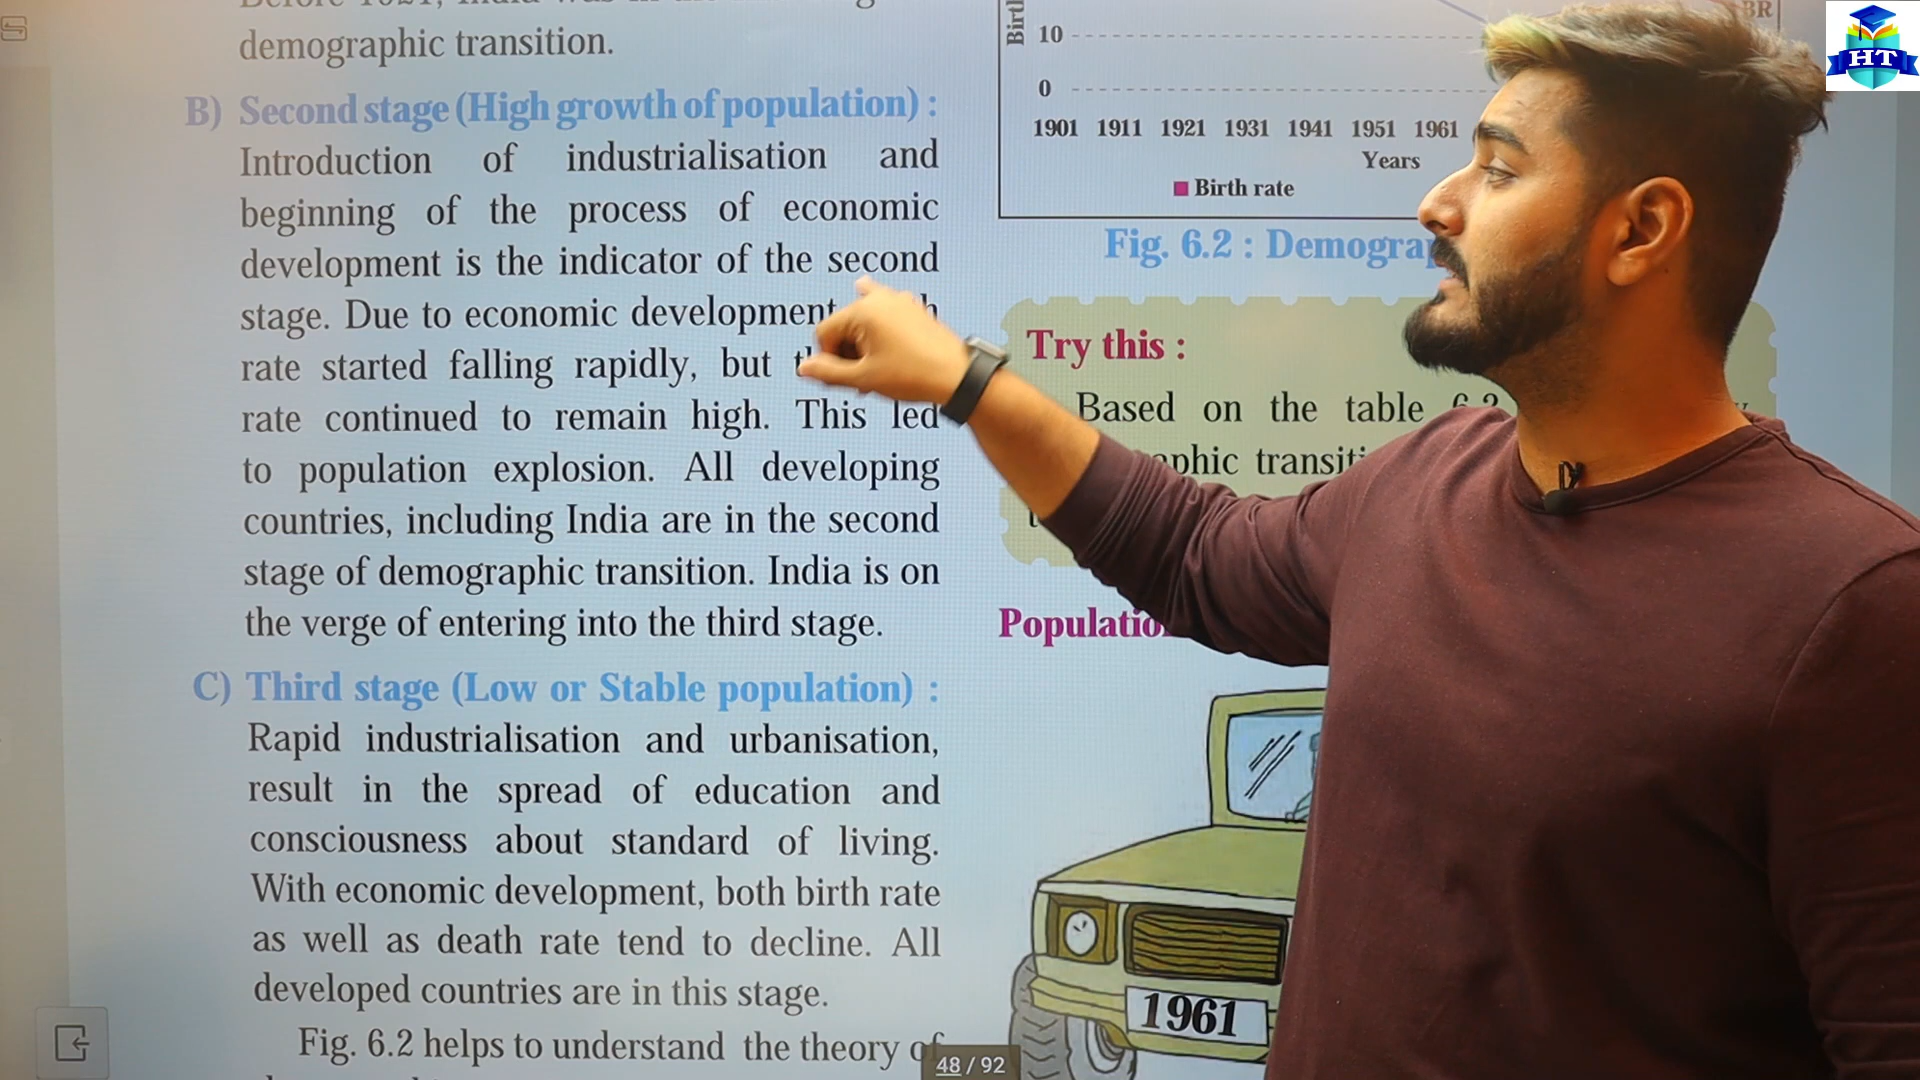 demographic transition.
B) Second stage (High growth of population) :
Introduction of industrialisation and
beginning of the process of economic
development is the indicator of the second
stage. Due to economic development
rate started falling rapidly, but
rate continued to remain high. This led
to population explosion. All developing
countries, including India are in the second
stage of demographic transition. India is on
the verge of entering into the third stage.
C) Third stage (Low or Stable population) :
Rapid industrialisation and urbanisation,
result in the spread of education and
consciousness about standard of living.
With economic development, both birth rate
as well as death rate tend to decline. All
developed countries are in this stage.
Fig. 6.2 helps to understand the theory of
48 / 92
10
0
1901 1911 1921 1931 1941 1951 1961
Years
Birth rate
Fig. 6.2 :
Try this :
Based on the table 6.2
1961
HT